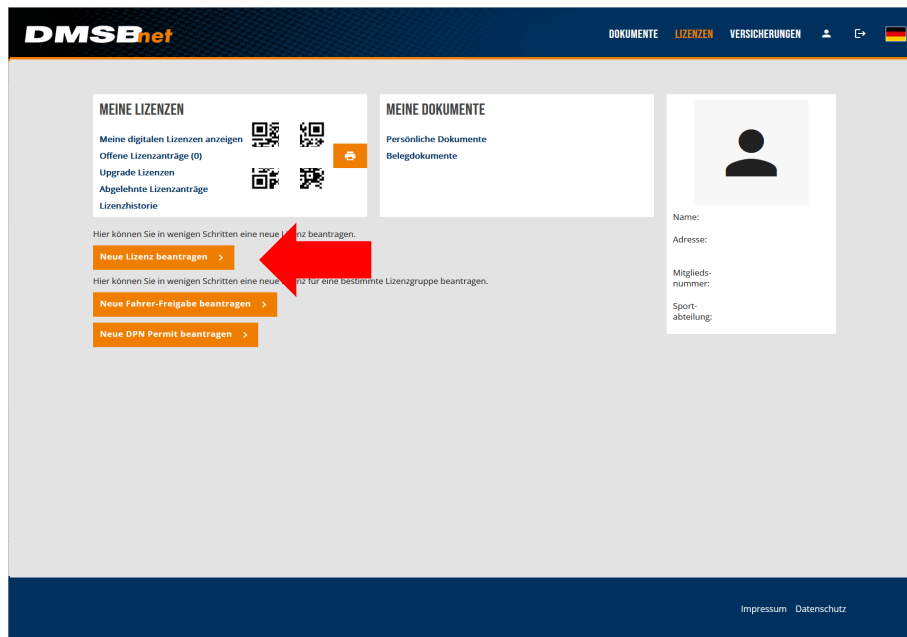 DMSBnet
DOKUMENTE LIZENZEN VERSICHERUNGEN
MEINE LIZENZEN
Meine digitalen Lizenzen anzeigen
Offene Lizenzanträge (0)
Upgrade Lizenzen
Abgelehnte Lizenzanträge
Lizenzhistorie
MEINE DOKUMENTE
Persönliche Dokumente
Belegdokumente
Name:
Adresse:
Mitglieds-
nummer:
Sport-
abteilung:
Hier können Sie in wenigen Schritten eine neue Lizenz beantragen.
Neue Lizenz beantragen >
Hier können Sie in wenigen Schritten eine neue Lizenz für eine bestimmte Lizenzgruppe beantragen.
Neue Fahrer-Freigabe beantragen >
Neue DPN Permit beantragen >
Impressum Datenschutz